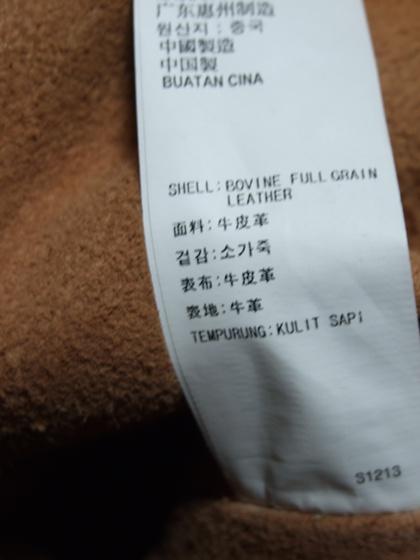 广东惠州制造
원산지 : 중국
中國製造
中国製
BUATAN CINA
SHELL: BOVINE FULL GRAIN
LEATHER
面料: 牛皮革
겉감: 소가죽
表布: 牛皮革
表地: 牛革
TEMPURUNG: KULIT SAPI
S1213